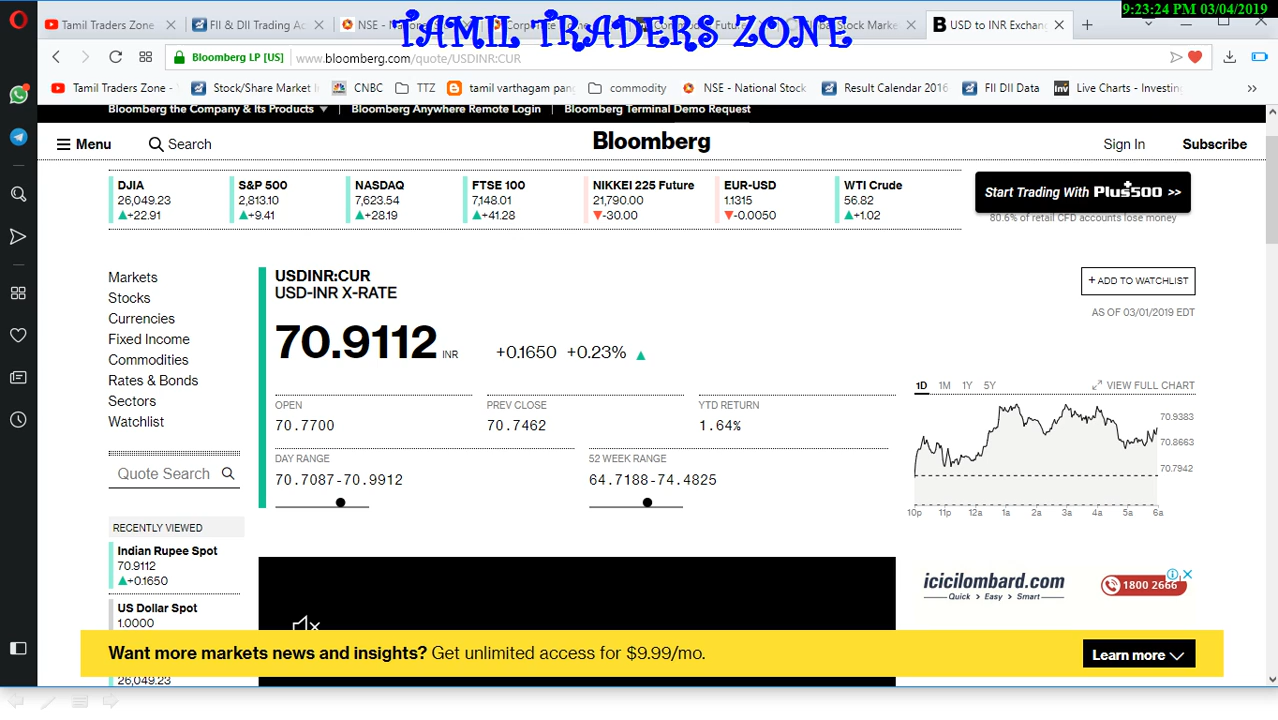 9:23:24 PM 03/04/2019
TAMIL TRADERS ZONE
Tamil Traders Zone
FII & DII Trading Ac
NSE - National S
Global Stock Market
USD to INR Exchan
Bloomberg LP [US]
www.bloomberg.com/quote/USDINR:CUR
Tamil Traders Zone -
Stock/Share Market I
CNBC
TTZ
tamil varthagam pang
commodity
NSE - National Stock
Result Calendar 2016
FII DII Data
Inv
Live Charts - Investin
Bloomberg the Company & Its Products
Bloomberg Anywhere Remote Login
Bloomberg Terminal Demo Request
Menu
Search
Bloomberg
Sign In
Subscribe
DJIA
26,049.23
+22.91
S&P 500
2,813.10
+9.41
NASDAQ
7,623.54
+28.19
FTSE 100
7,148.01
+41.28
NIKKEI 225 Future
21,790.00
-30.00
EUR-USD
1.1315
-0.0050
WTI Crude
56.82
+1.02
Start Trading With Plus500 >>
80.6% of retail CFD accounts lose money
Markets
Stocks
Currencies
Fixed Income
Commodities
Rates & Bonds
Sectors
Watchlist
Quote Search
RECENTLY VIEWED
Indian Rupee Spot
70.9112
+0.1650
US Dollar Spot
1.0000
26,049.23
USDINR:CUR
USD-INR X-RATE
70.9112 INR
+0.1650 +0.23%
OPEN
70.7700
PREV CLOSE
70.7462
YTD RETURN
1.64%
DAY RANGE
70.7087-70.9912
52 WEEK RANGE
64.7188-74.4825
+ ADD TO WATCHLIST
AS OF 03/01/2019 EDT
1D 1M 1Y 5Y
VIEW FULL CHART
70.9383
70.8663
70.7942
10p 11p 12a 1a 2a 3a 4a 5a 6a
icicilombard.com
Quick > Easy > Smart
1800 2666
Want more markets news and insights? Get unlimited access for $9.99/mo.
Learn more